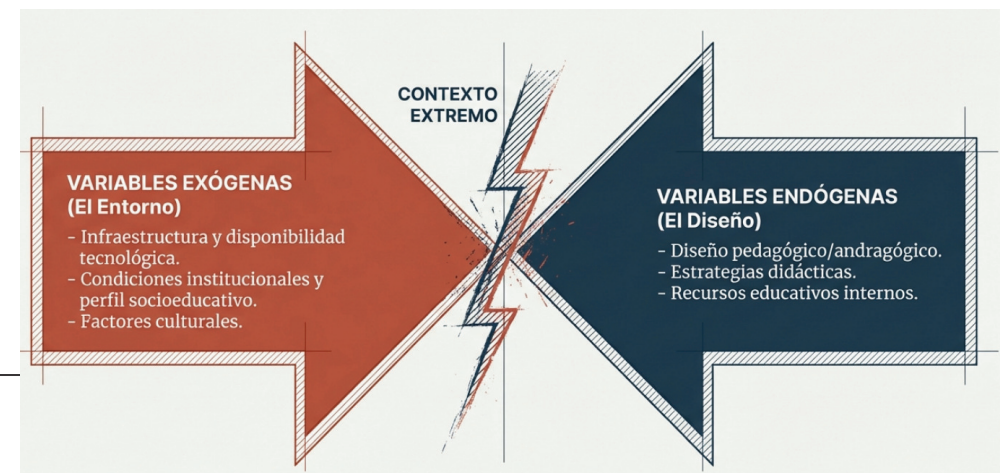 CONTEXTO
EXTREMO
VARIABLES EXÓGENAS
(El Entorno)
- Infraestructura y disponibilidad
tecnológica.
- Condiciones institucionales y
perfil socioeducativo.
- Factores culturales.
VARIABLES ENDÓGENAS
(El Diseño)
- Diseño pedagógico/andragógico.
- Estrategias didácticas.
- Recursos educativos internos.